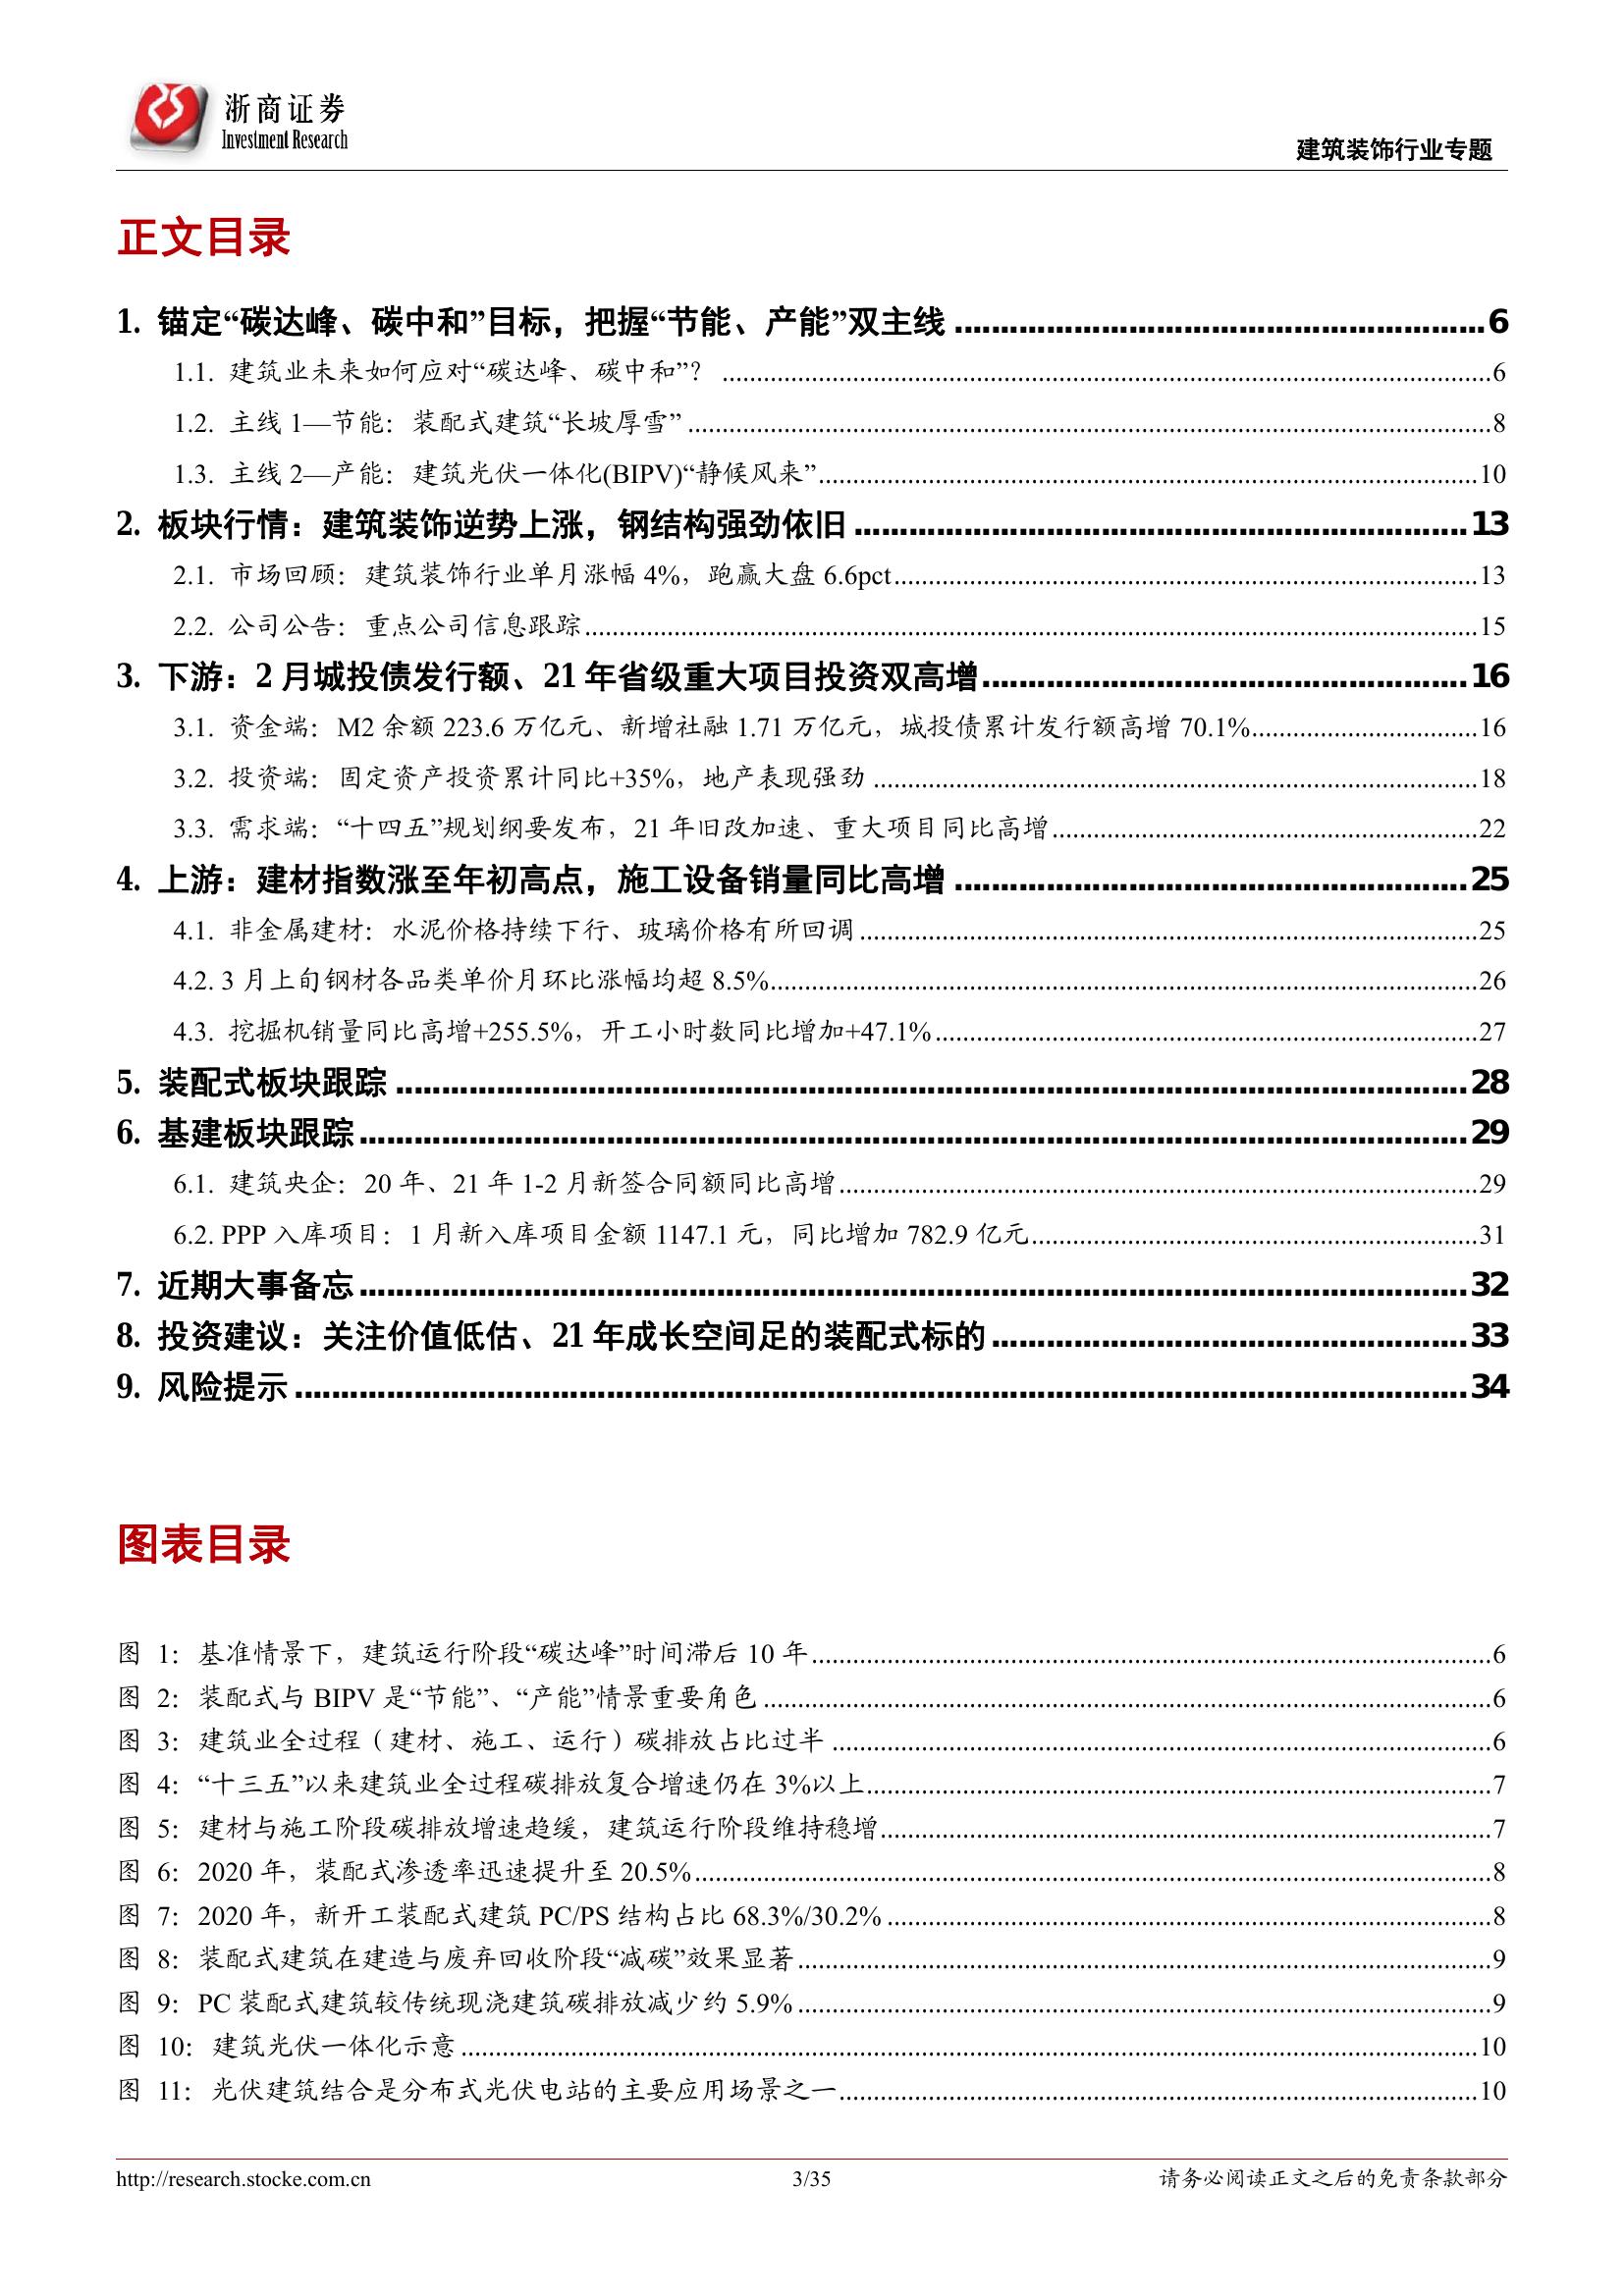 浙商证券
Investment Research
建筑装饰行业专题
正文目录
1. 锚定“碳达峰、碳中和”目标，把握“节能、产能”双主线 ........ 6
1.1. 建筑业未来如何应对“碳达峰、碳中和”？ ........ 6
1.2. 主线 1—节能：装配式建筑“长坡厚雪” ........ 8
1.3. 主线 2—产能：建筑光伏一体化(BIPV)“静候风来” ........ 10
2. 板块行情：建筑装饰逆势上涨，钢结构强劲依旧 ........ 13
2.1. 市场回顾：建筑装饰行业单月涨幅 4%，跑赢大盘 6.6pct ........ 13
2.2. 公司公告：重点公司信息跟踪 ........ 15
3. 下游：2 月城投债发行额、21 年省级重大项目投资双高增 ........ 16
3.1. 资金端：M2 余额 223.6 万亿元、新增社融 1.71 万亿元，城投债累计发行额高增 70.1% ........ 16
3.2. 投资端：固定资产投资累计同比+35%，地产表现强劲 ........ 18
3.3. 需求端：“十四五”规划纲要发布，21 年旧改加速、重大项目同比高增 ........ 22
4. 上游：建材指数涨至年初高点，施工设备销量同比高增 ........ 25
4.1. 非金属建材：水泥价格持续下行、玻璃价格有所回调 ........ 25
4.2. 3 月上旬钢材各品类单价月环比涨幅均超 8.5% ........ 26
4.3. 挖掘机销量同比高增+255.5%，开工小时数同比增加+47.1% ........ 27
5. 装配式板块跟踪 ........ 28
6. 基建板块跟踪 ........ 29
6.1. 建筑央企：20 年、21 年 1-2 月新签合同额同比高增 ........ 29
6.2. PPP 入库项目：1 月新入库项目金额 1147.1 元，同比增加 782.9 亿元 ........ 31
7. 近期大事备忘 ........ 32
8. 投资建议：关注价值低估、21 年成长空间足的装配式标的 ........ 33
9. 风险提示 ........ 34
图表目录
图 1：基准情景下，建筑运行阶段“碳达峰”时间滞后 10 年 ........ 6
图 2：装配式与 BIPV 是“节能”、“产能”情景重要角色 ........ 6
图 3：建筑业全过程（建材、施工、运行）碳排放占比过半 ........ 6
图 4：“十三五”以来建筑业全过程碳排放复合增速仍在 3%以上 ........ 7
图 5：建材与施工阶段碳排放增速趋缓，建筑运行阶段维持稳增 ........ 7
图 6：2020 年，装配式渗透率迅速提升至 20.5% ........ 8
图 7：2020 年，新开工装配式建筑 PC/PS 结构占比 68.3%/30.2% ........ 8
图 8：装配式建筑在建造与废弃回收阶段“减碳”效果显著 ........ 9
图 9：PC 装配式建筑较传统现浇建筑碳排放减少约 5.9% ........ 9
图 10：建筑光伏一体化示意 ........ 10
图 11：光伏建筑结合是分布式光伏电站的主要应用场景之一 ........ 10
http://research.stocke.com.cn 3/35 请务必阅读正文之后的免责条款部分